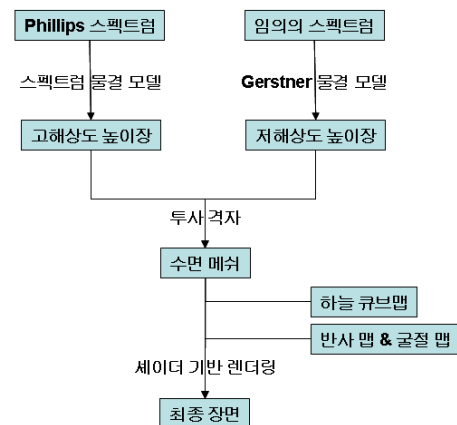 Phillips 스펙트럼
임의의 스펙트럼
스펙트럼 물결 모델
Gerstner 물결 모델
고해상도 높이장
저해상도 높이장
투사 격자
수면 메쉬
하늘 큐브맵
반사 맵 & 굴절 맵
셰이더 기반 렌더링
최종 장면